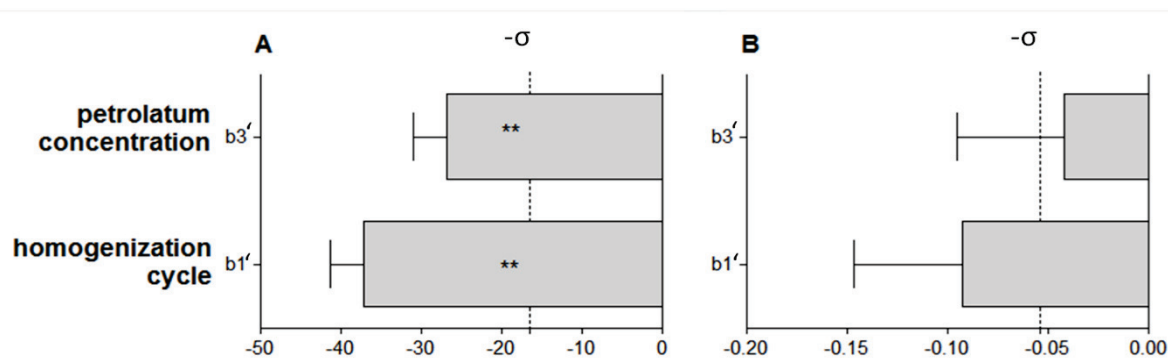 A
-σ
petrolatum
concentration
b3′
**
homogenization
cycle
b1′
**
-50 -40 -30 -20 -10 0
B
-σ
b3′
b1′
-0.20 -0.15 -0.10 -0.05 0.00